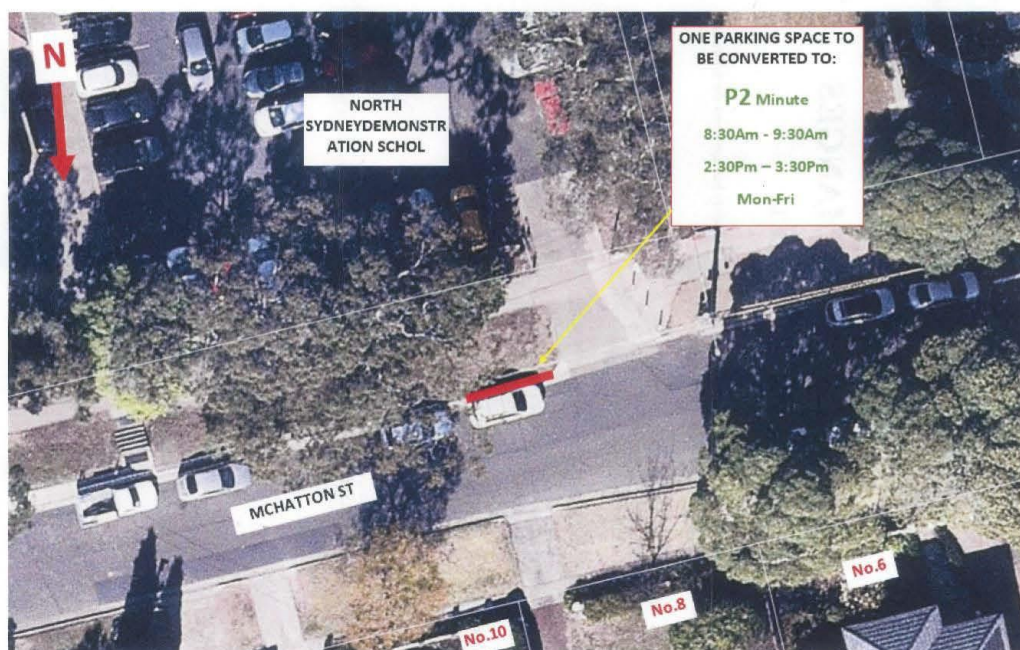 N
NORTH
SYDNEYDEMONSTR
ATION SCHOL
ONE PARKING SPACE TO
BE CONVERTED TO:
P2 Minute
8:30Am - 9:30Am
2:30Pm – 3:30Pm
Mon-Fri
MCHATTON ST
No.6
No.8
No.10